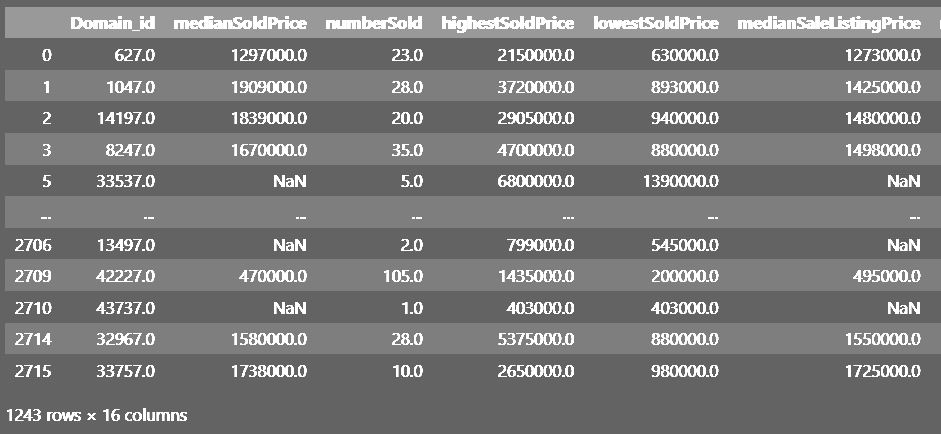 Domain_id medianSoldPrice numberSold highestSoldPrice lowestSoldPrice medianSaleListingPrice
0 627.0 1297000.0 23.0 2150000.0 630000.0 1273000.0
1 1047.0 1909000.0 28.0 3720000.0 893000.0 1425000.0
2 14197.0 1839000.0 20.0 2905000.0 940000.0 1480000.0
3 8247.0 1670000.0 35.0 4700000.0 880000.0 1498000.0
5 33537.0 NaN 5.0 6800000.0 1390000.0 NaN
... ... ... ... ... ... ...
2706 13497.0 NaN 2.0 799000.0 545000.0 NaN
2709 42227.0 470000.0 105.0 1435000.0 200000.0 495000.0
2710 43737.0 NaN 1.0 403000.0 403000.0 NaN
2714 32967.0 1580000.0 28.0 5375000.0 880000.0 1550000.0
2715 33757.0 1738000.0 10.0 2650000.0 980000.0 1725000.0
1243 rows × 16 columns